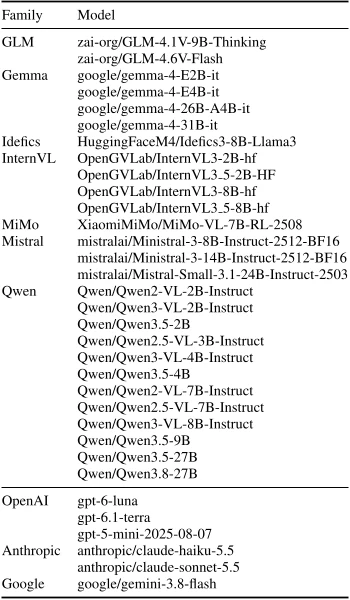 Family Model
GLM zai-org/GLM-4.1V-9B-Thinking
zai-org/GLM-4.6V-Flash
Gemma google/gemma-4-E2B-it
google/gemma-4-E4B-it
google/gemma-4-26B-A4B-it
google/gemma-4-31B-it
Idefics HuggingFaceM4/Idefics3-8B-Llama3
InternVL OpenGVLab/InternVL3-2B-hf
OpenGVLab/InternVL3_5-2B-HF
OpenGVLab/InternVL3-8B-hf
OpenGVLab/InternVL3_5-8B-hf
MiMo XiaomiMiMo/MiMo-VL-7B-RL-2508
Mistral mistralai/Ministral-3-8B-Instruct-2512-BF16
mistralai/Ministral-3-14B-Instruct-2512-BF16
mistralai/Mistral-Small-3.1-24B-Instruct-2503
Qwen Qwen/Qwen2-VL-2B-Instruct
Qwen/Qwen3-VL-2B-Instruct
Qwen/Qwen3.5-2B
Qwen/Qwen2.5-VL-3B-Instruct
Qwen/Qwen3-VL-4B-Instruct
Qwen/Qwen3.5-4B
Qwen/Qwen2-VL-7B-Instruct
Qwen/Qwen2.5-VL-7B-Instruct
Qwen/Qwen3-VL-8B-Instruct
Qwen/Qwen3.5-9B
Qwen/Qwen3.5-27B
Qwen/Qwen3.8-27B
OpenAI gpt-6-luna
gpt-6.1-terra
gpt-5-mini-2025-08-07
Anthropic anthropic/claude-haiku-5.5
anthropic/claude-sonnet-5.5
Google google/gemini-3.8-flash